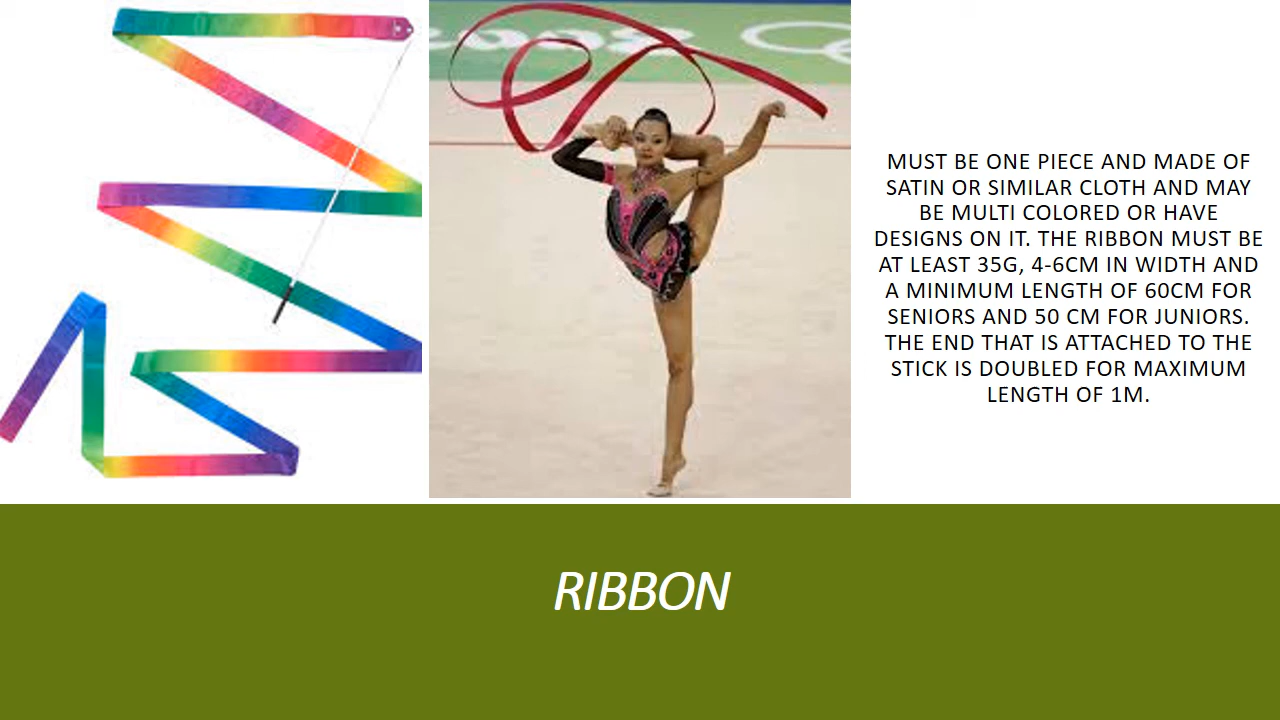 2008
MUST BE ONE PIECE AND MADE OF
SATIN OR SIMILAR CLOTH AND MAY
BE MULTI COLORED OR HAVE
DESIGNS ON IT. THE RIBBON MUST BE
AT LEAST 35G, 4-6CM IN WIDTH AND
A MINIMUM LENGTH OF 60CM FOR
SENIORS AND 50 CM FOR JUNIORS.
THE END THAT IS ATTACHED TO THE
STICK IS DOUBLED FOR MAXIMUM
LENGTH OF 1M.
RIBBON